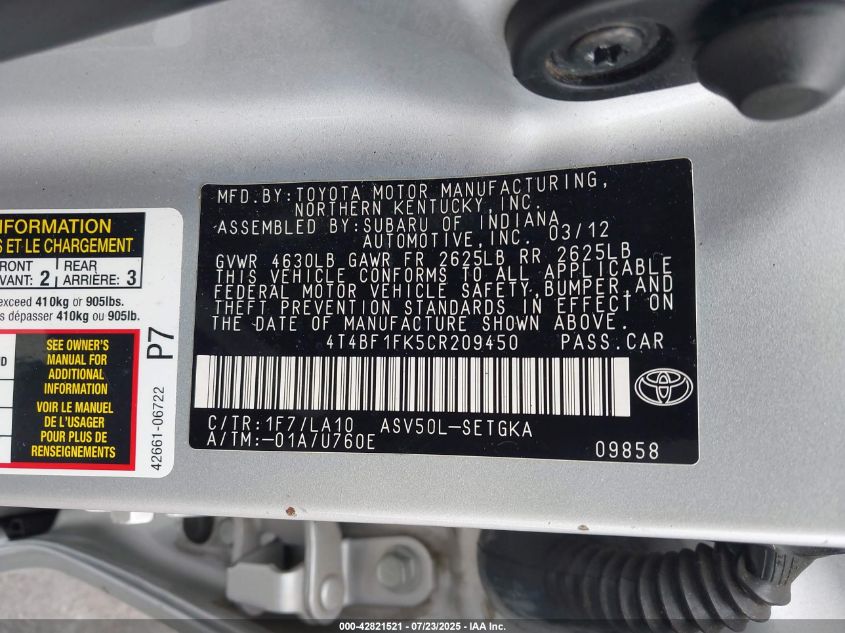 INFORMATION
S ET LE CHARGEMENT
FRONT
VANT: 2
REAR
ARRIÈRE: 3
exceed 410kg or 905lbs.
s dépasser 410kg ou 905lb.
SEE OWNER'S
MANUAL FOR
ADDITIONAL
INFORMATION
VOIR LE MANUEL
DE L'USAGER
POUR PLUS DE
RENSEIGNEMENTS
P7
42661-06722
MFD.BY:TOYOTA MOTOR MANUFACTURING,
NORTHERN KENTUCKY,INC.
ASSEMBLED BY:SUBARU OF INDIANA
AUTOMOTIVE,INC. 03/12
GVWR 4630LB GAWR FR 2625LB RR 2625LB
THIS VEHICLE CONFORMS TO ALL APPLICABLE
FEDERAL MOTOR VEHICLE SAFETY,BUMPER,AND
THEFT PREVENTION STANDARDS IN EFFECT ON
THE DATE OF MANUFACTURE SHOWN ABOVE.
4T4BF1FK5CR209450 PASS.CAR
C/TR:1F7/LA10 ASV50L-SETGKA
A/TM:-01A/U760E
09858
000-42821521 - 07/23/2025 - IAA, Inc.